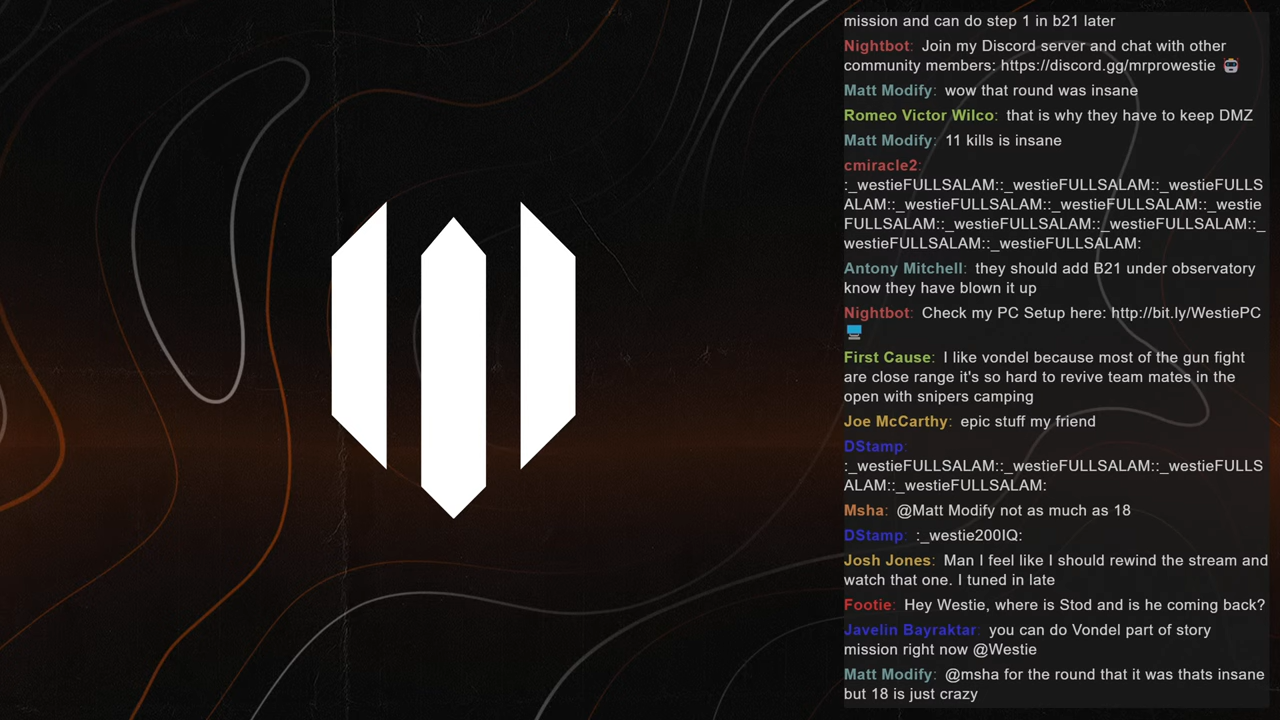 mission and can do step 1 in b21 later
Nightbot: Join my Discord server and chat with other
community members: https://discord.gg/mrprowestie
Matt Modify: wow that round was insane
Romeo Victor Wilco: that is why they have to keep DMZ
Matt Modify: 11 kills is insane
cmiracle2:
:_westieFULLSALAM::_westieFULLSALAM::_westieFULLS
ALAM::_westieFULLSALAM::_westieFULLSALAM::_westie
FULLSALAM::_westieFULLSALAM::_westieFULLSALAM::_
westieFULLSALAM::_westieFULLSALAM:
Antony Mitchell: they should add B21 under observatory
know they have blown it up
Nightbot: Check my PC Setup here: http://bit.ly/WestiePC
First Cause: I like vondel because most of the gun fight
are close range it's so hard to revive team mates in the
open with snipers camping
Joe McCarthy: epic stuff my friend
DStamp:
:_westieFULLSALAM::_westieFULLSALAM::_westieFULLS
ALAM::_westieFULLSALAM:
Msha: @Matt Modify not as much as 18
DStamp: :_westie200IQ:
Josh Jones: Man I feel like I should rewind the stream and
watch that one. I tuned in late
Footie: Hey Westie, where is Stod and is he coming back?
Javelin Bayraktar: you can do Vondel part of story
mission right now @Westie
Matt Modify: @msha for the round that it was thats insane
but 18 is just crazy